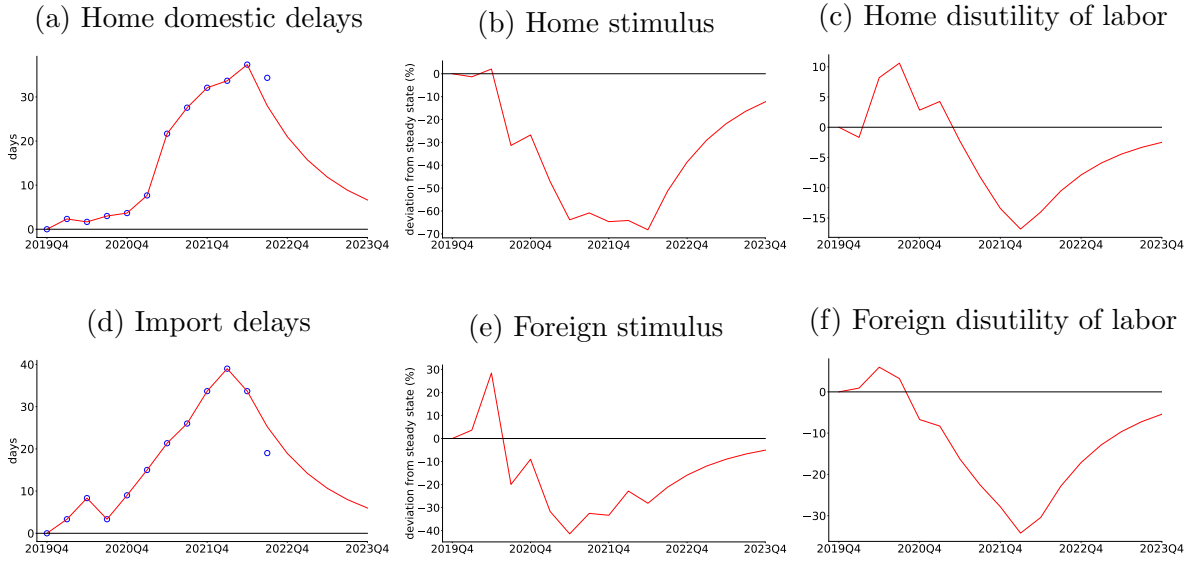 (a) Home domestic delays
(b) Home stimulus
(c) Home disutility of labor
days
30
20
10
0
2019Q4 2020Q4 2021Q4 2022Q4 2023Q4
deviation from steady state (%)
0
−10
−20
−30
−40
−50
−60
−70
2019Q4 2020Q4 2021Q4 2022Q4 2023Q4
10
5
0
−5
−10
−15
2019Q4 2020Q4 2021Q4 2022Q4 2023Q4
(d) Import delays
(e) Foreign stimulus
(f) Foreign disutility of labor
days
40
30
20
10
0
2019Q4 2020Q4 2021Q4 2022Q4 2023Q4
deviation from steady state (%)
30
20
10
0
−10
−20
−30
−40
2019Q4 2020Q4 2021Q4 2022Q4 2023Q4
0
−10
−20
−30
2019Q4 2020Q4 2021Q4 2022Q4 2023Q4